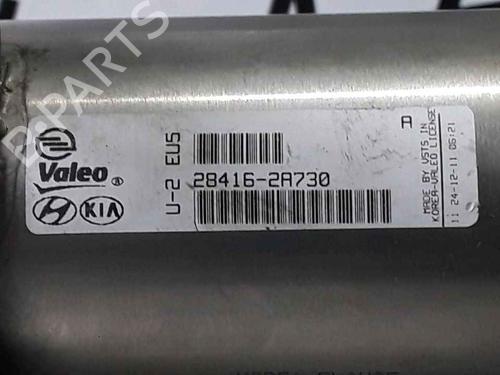 B-PARTS
Valeo
KIA
U-2 EU5
28416-2A730
A
MADE BY VSTS IN
KOREA-VALEO LICENSE
11 24-12-11 05:21